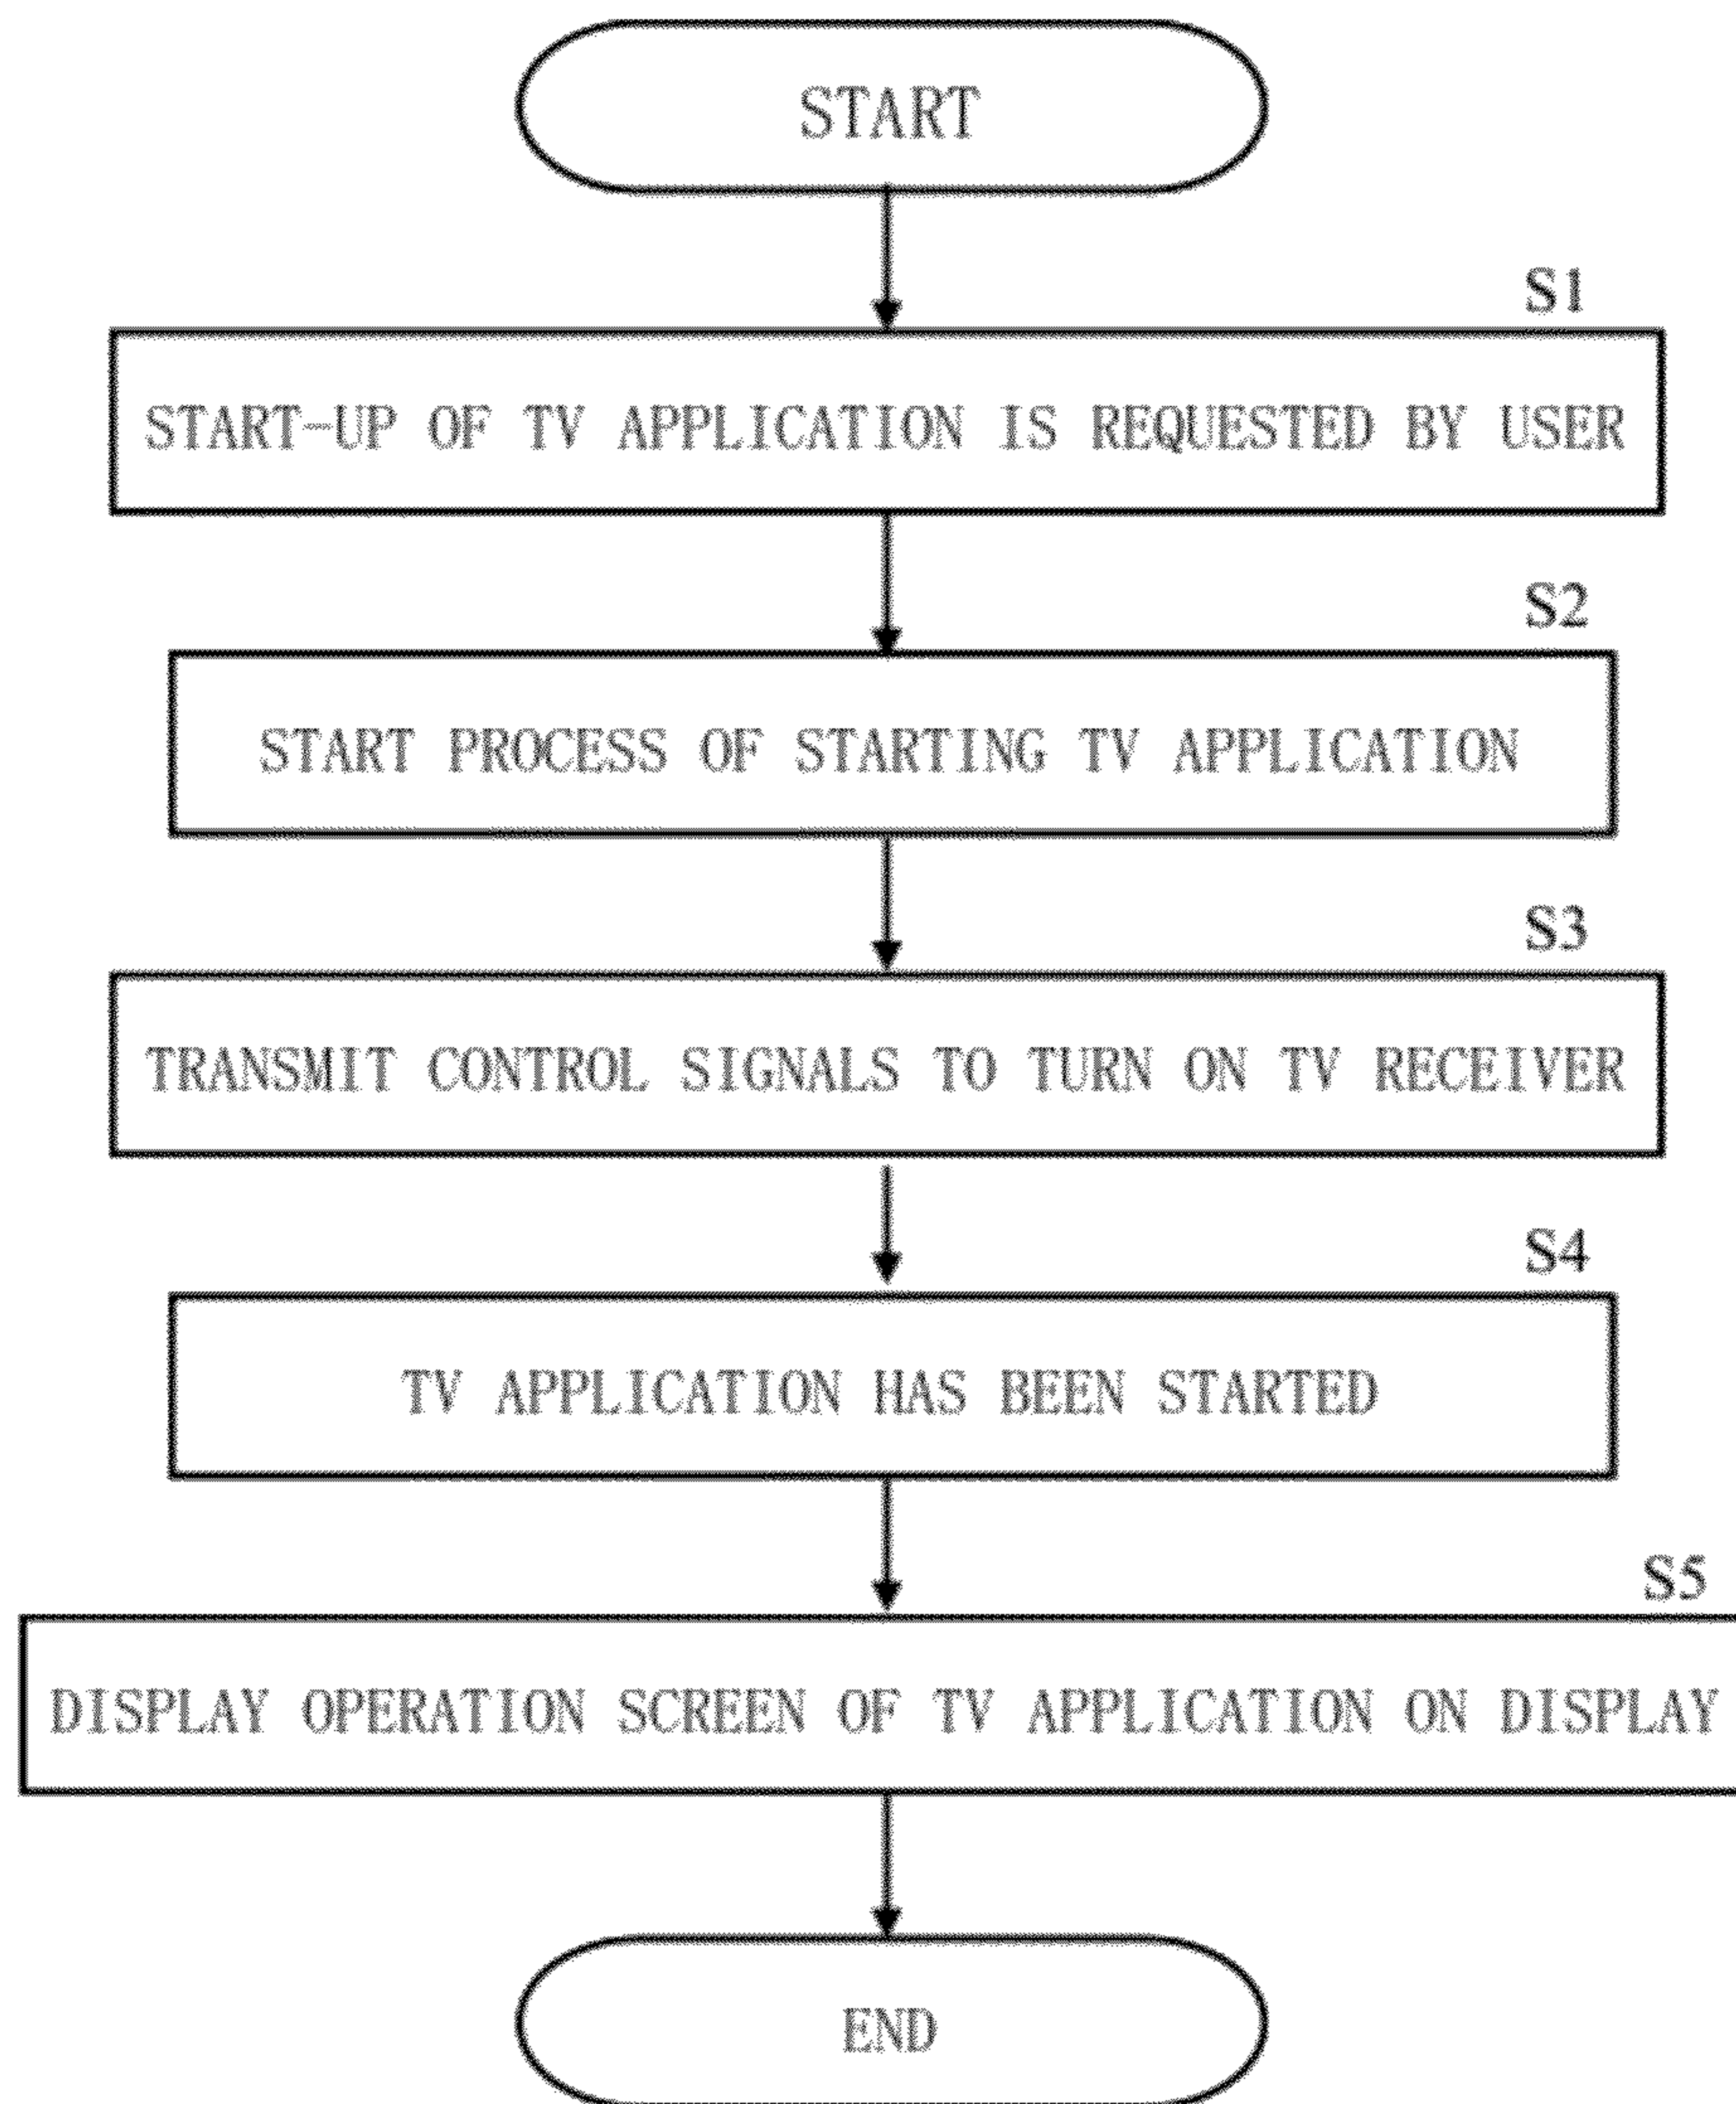 START
S1
START-UP OF TV APPLICATION IS REQUESTED BY USER
S2
START PROCESS OF STARTING TV APPLICATION
S3
TRANSMIT CONTROL SIGNALS TO TURN ON TV RECEIVER
S4
TV APPLICATION HAS BEEN STARTED
S5
DISPLAY OPERATION SCREEN OF TV APPLICATION ON DISPLAY
END